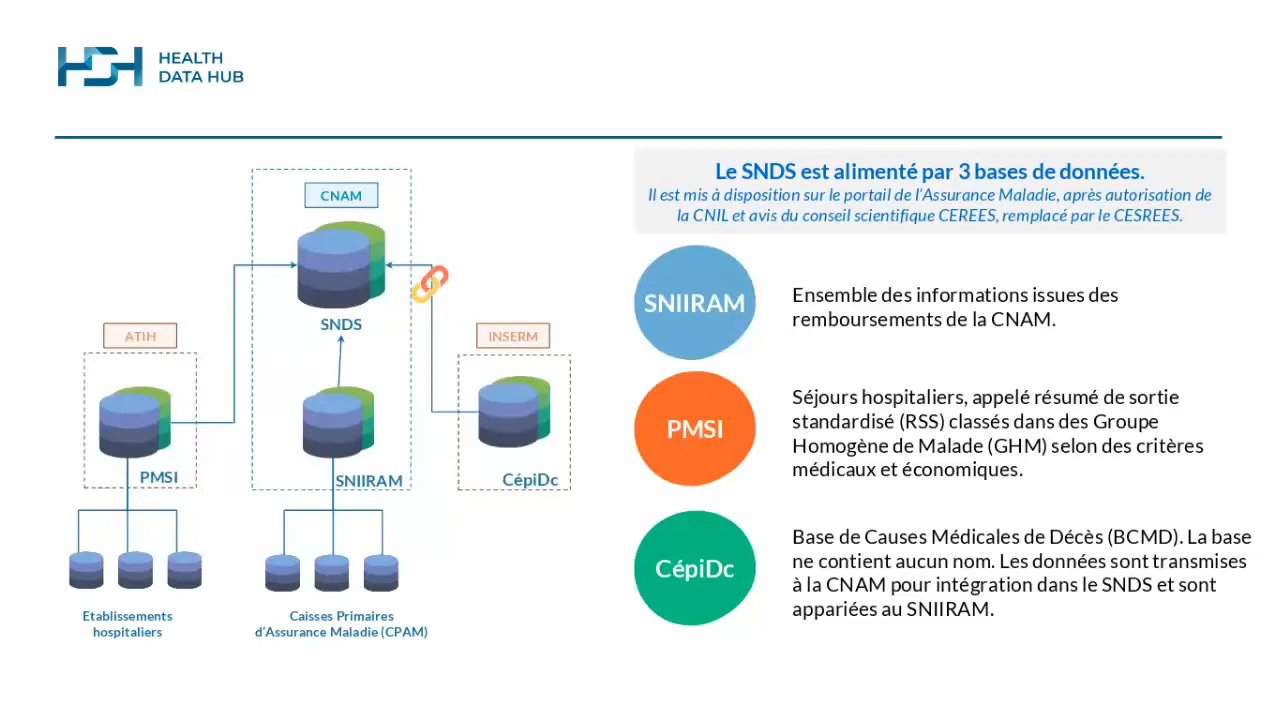 HEALTH
DATA HUB
CNAM
SNDS
ATIH
INSERM
PMSI
SNIIRAM
CépiDc
Etablissements
hospitaliers
Caisses Primaires
d'Assurance Maladie (CPAM)
Le SNDS est alimenté par 3 bases de données.
Il est mis à disposition sur le portail de l'Assurance Maladie, après autorisation de
la CNIL et avis du conseil scientifique CEREES, remplacé par le CESREES.
SNIIRAM
Ensemble des informations issues des
remboursements de la CNAM.
PMSI
Séjours hospitaliers, appelé résumé de sortie
standardisé (RSS) classés dans des Groupe
Homogène de Malade (GHM) selon des critères
médicaux et économiques.
CépiDc
Base de Causes Médicales de Décès (BCMD). La base
ne contient aucun nom. Les données sont transmises
à la CNAM pour intégration dans le SNDS et sont
appariées au SNIIRAM.